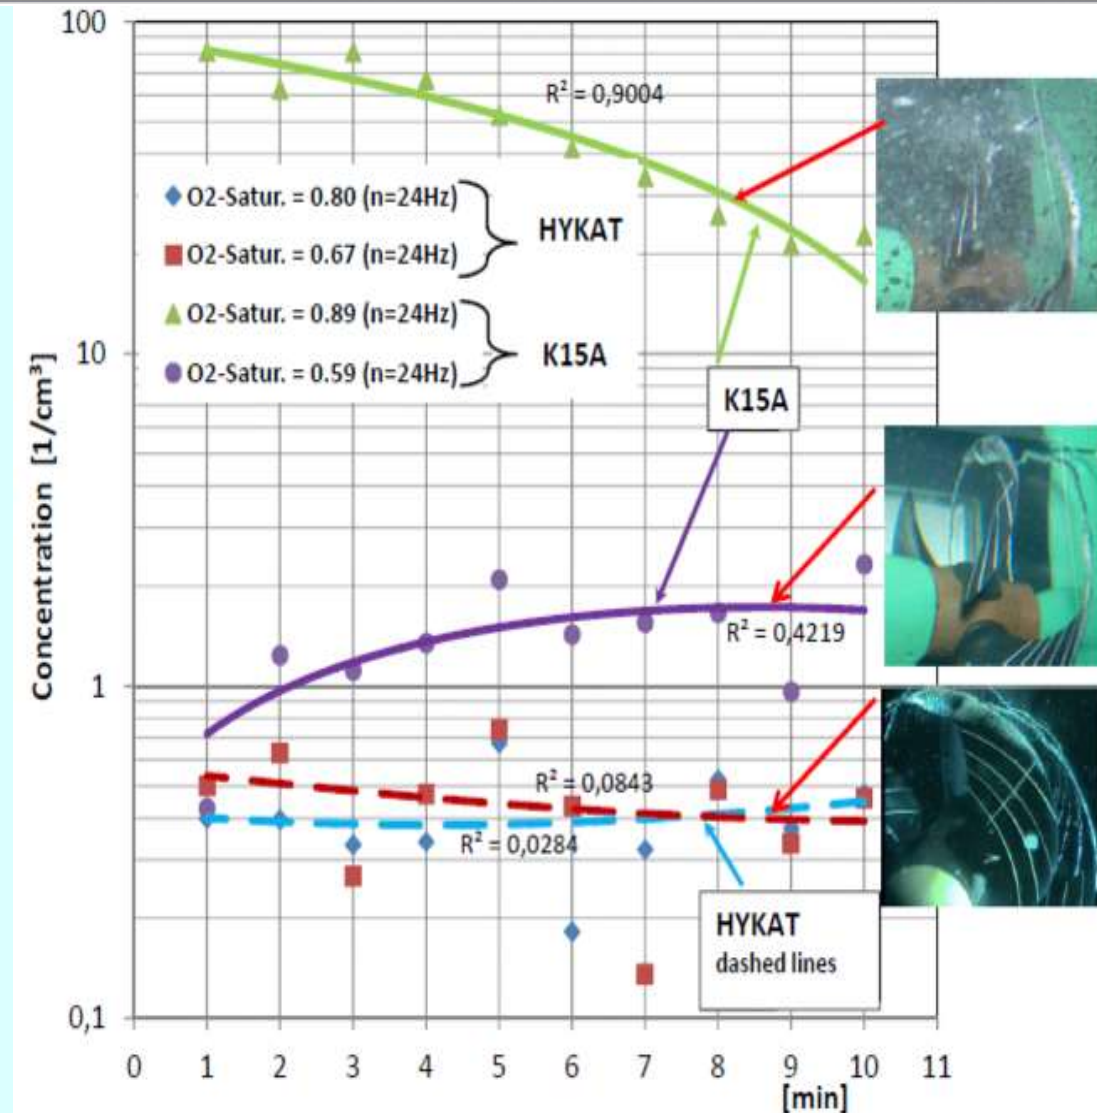 100
R² = 0,9004
O2-Satur. = 0.80 (n=24Hz)
HYKAT
O2-Satur. = 0.67 (n=24Hz)
O2-Satur. = 0.89 (n=24Hz)
K15A
O2-Satur. = 0.59 (n=24Hz)
10
K15A
Concentration [1/cm³]
R² = 0,4219
1
R² = 0,0843
R² = 0,0284
HYKAT
dashed lines
0,1
0 1 2 3 4 5 6 7 8 9 10 11
[min]